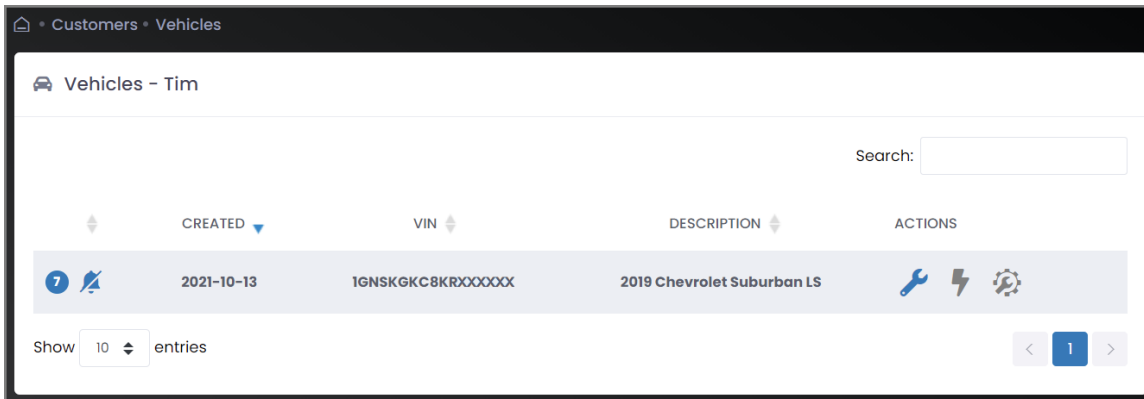 Customers • Vehicles
Vehicles - Tim
Search:
CREATED VIN DESCRIPTION ACTIONS
7 2021-10-13 1GNSKGKC8KRXXXXXX 2019 Chevrolet Suburban LS
Show 10 entries
< 1 >